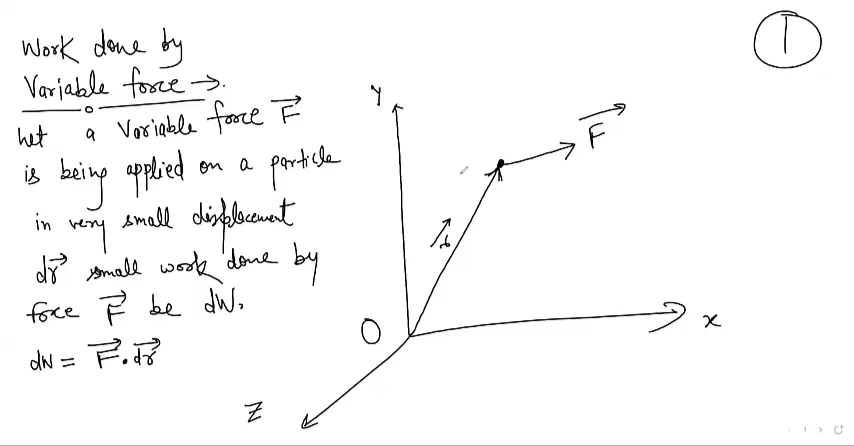 Work done by
Variable force →.
Let a Variable force F→
is being applied on a particle
in very small displacement
dr→ small work done by
force F→ be dW.
dW = F→.dr→
1
Y
F→
r→
O
x
Z